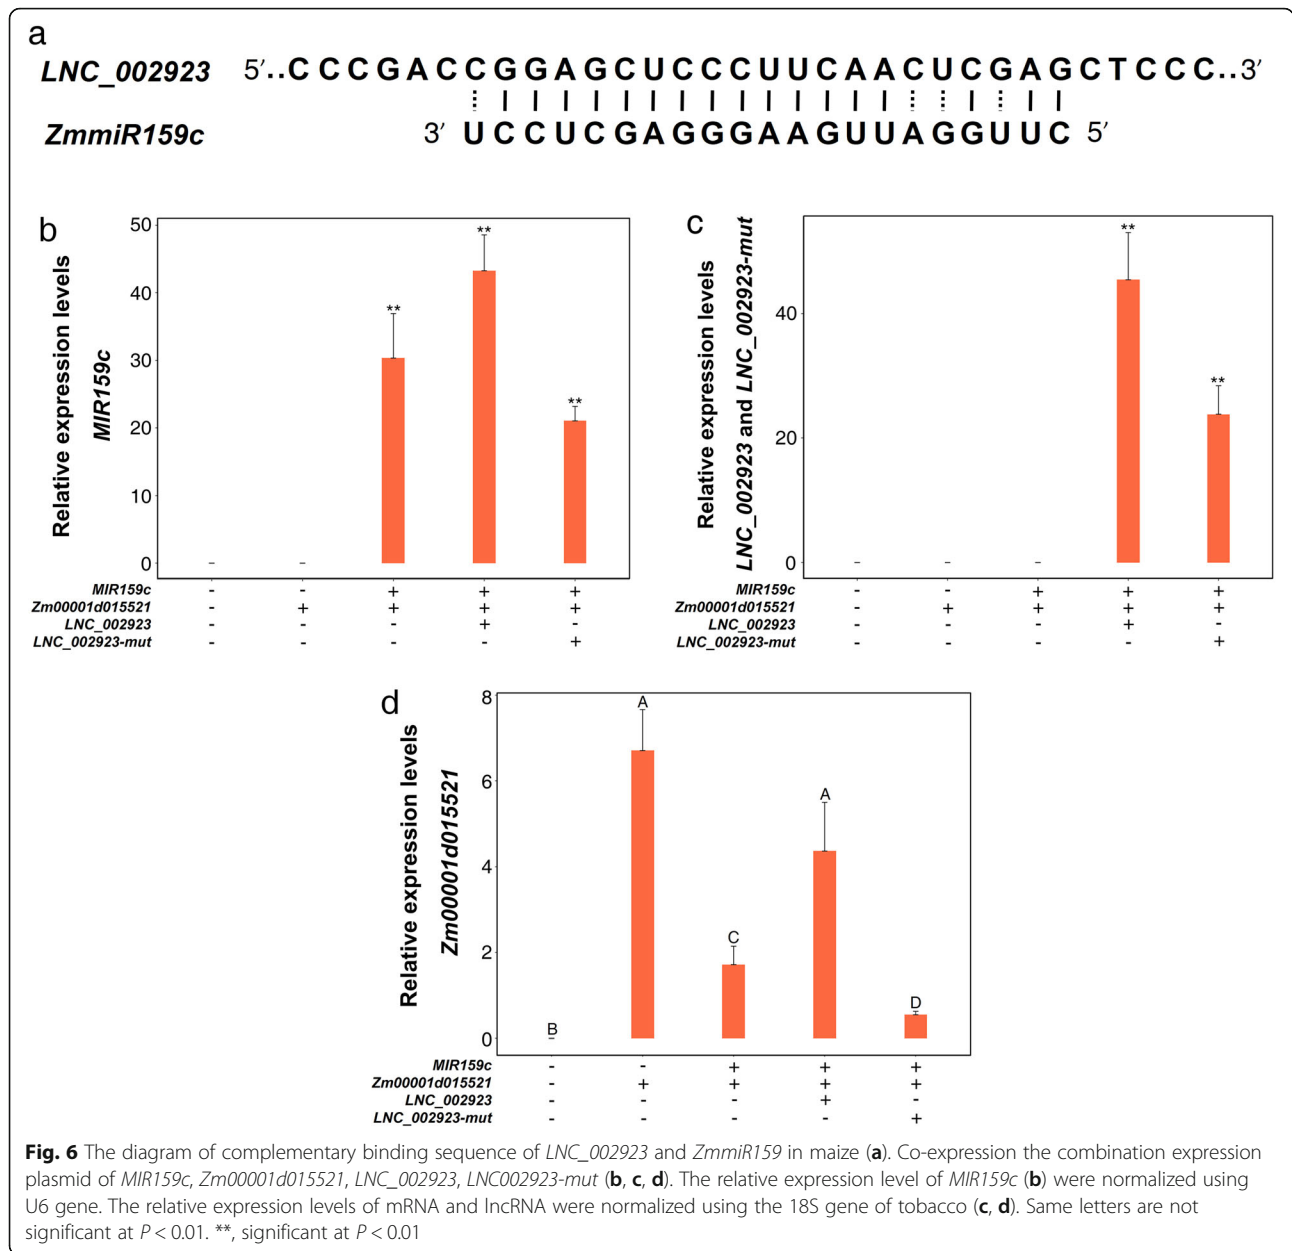 a
LNC_002923 5′..CCCGACCGGAGCUCCCUUCAACUCGAGCTCCC..3′
ZmmiR159c 3′ UCCUCGAGGGAAGUUAGGUUC 5′
b
Relative expression levels
MIR159c
50
40
30
20
10
0
** ** **
MIR159c - - + + +
Zm00001d015521 - + + + +
LNC_002923 - - - + -
LNC_002923-mut - - - - +
c
Relative expression levels
LNC_002923 and LNC_002923-mut
40
20
0
** **
MIR159c - - + + +
Zm00001d015521 - + + + +
LNC_002923 - - - + -
LNC_002923-mut - - - - +
d
Relative expression levels
Zm00001d015521
8
6
4
2
0
B A C A D
MIR159c - - + + +
Zm00001d015521 - + + + +
LNC_002923 - - - + -
LNC_002923-mut - - - - +
Fig. 6 The diagram of complementary binding sequence of LNC_002923 and ZmmiR159 in maize (a). Co-expression the combination expression
plasmid of MIR159c, Zm00001d015521, LNC_002923, LNC002923-mut (b, c, d). The relative expression level of MIR159c (b) were normalized using
U6 gene. The relative expression levels of mRNA and lncRNA were normalized using the 18S gene of tobacco (c, d). Same letters are not
significant at P < 0.01. **, significant at P < 0.01